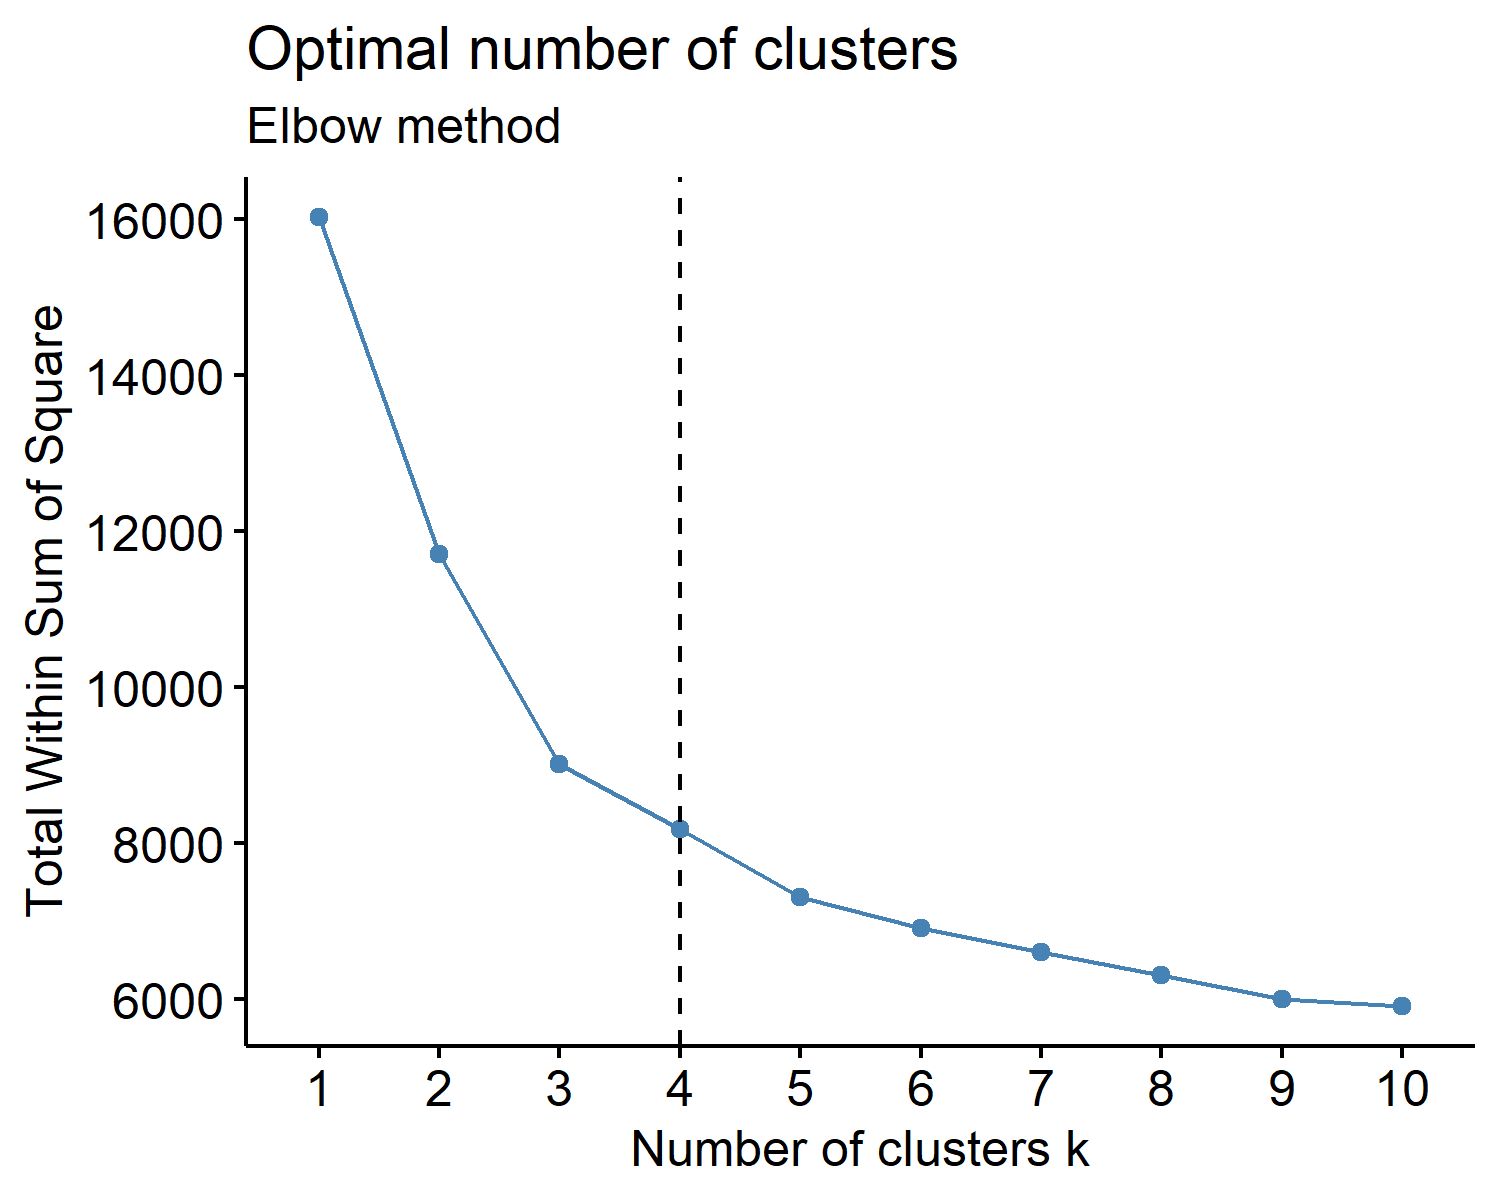 Optimal number of clusters
Elbow method
Total Within Sum of Square
16000
14000
12000
10000
8000
6000
1 2 3 4 5 6 7 8 9 10
Number of clusters k